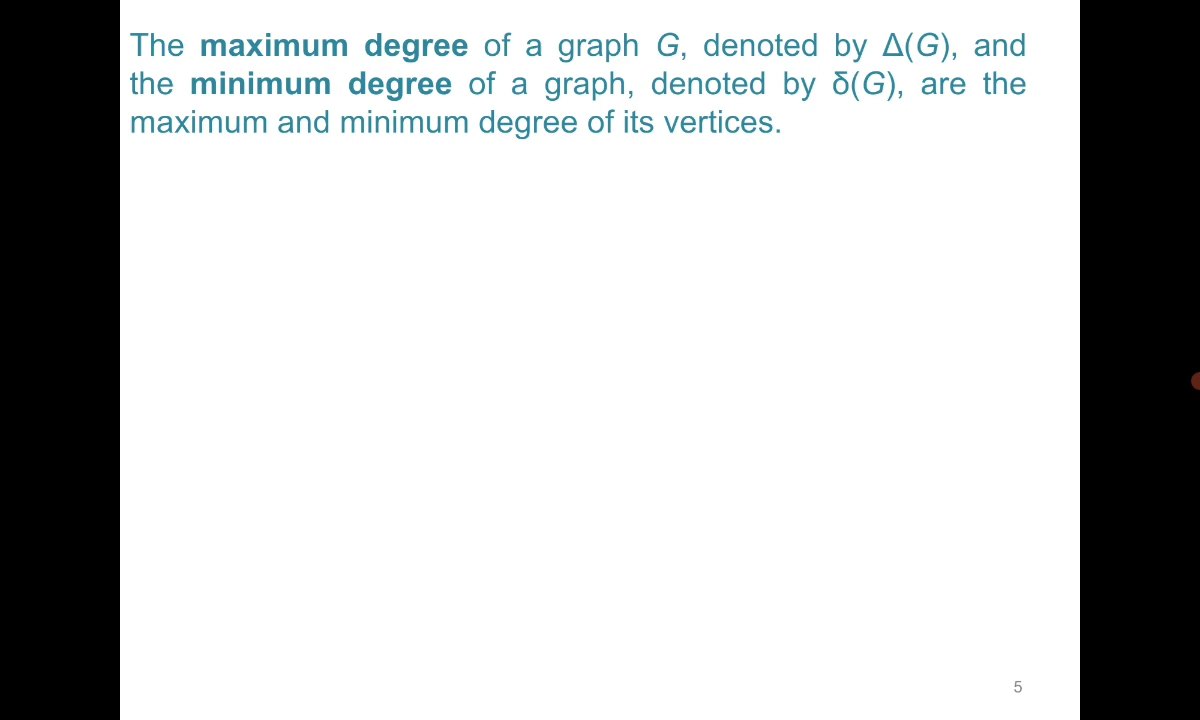 The maximum degree of a graph G, denoted by Δ(G), and
the minimum degree of a graph, denoted by δ(G), are the
maximum and minimum degree of its vertices.
5